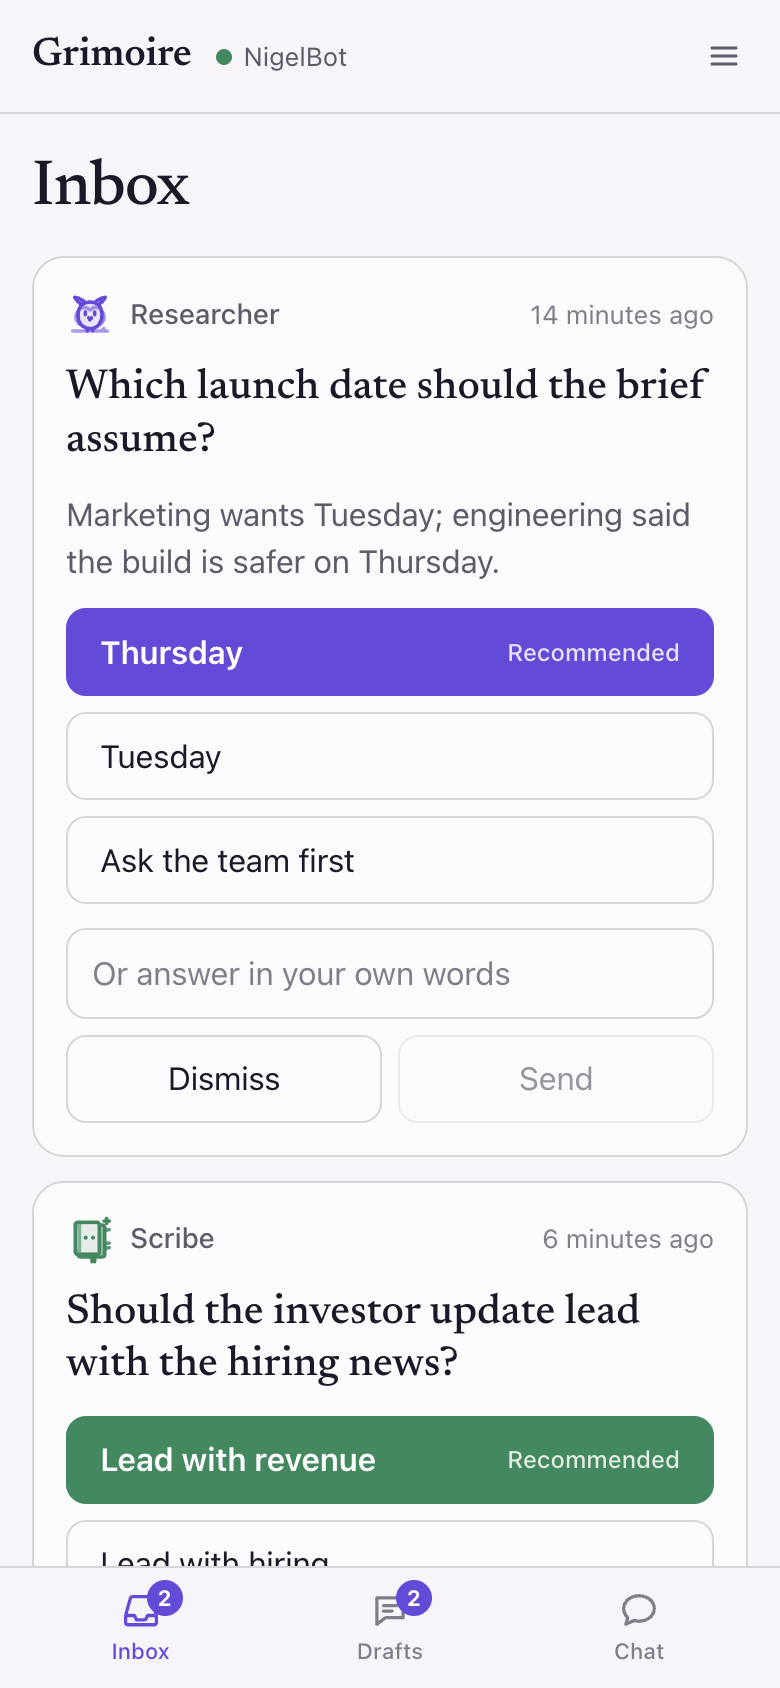 Grimoire NigelBot
Inbox
Researcher 14 minutes ago
Which launch date should the brief
assume?
Marketing wants Tuesday; engineering said
the build is safer on Thursday.
Thursday Recommended
Tuesday
Ask the team first
Or answer in your own words
Dismiss Send
Scribe 6 minutes ago
Should the investor update lead
with the hiring news?
Lead with revenue Recommended
Lead with hiring
2 2
Inbox Drafts Chat